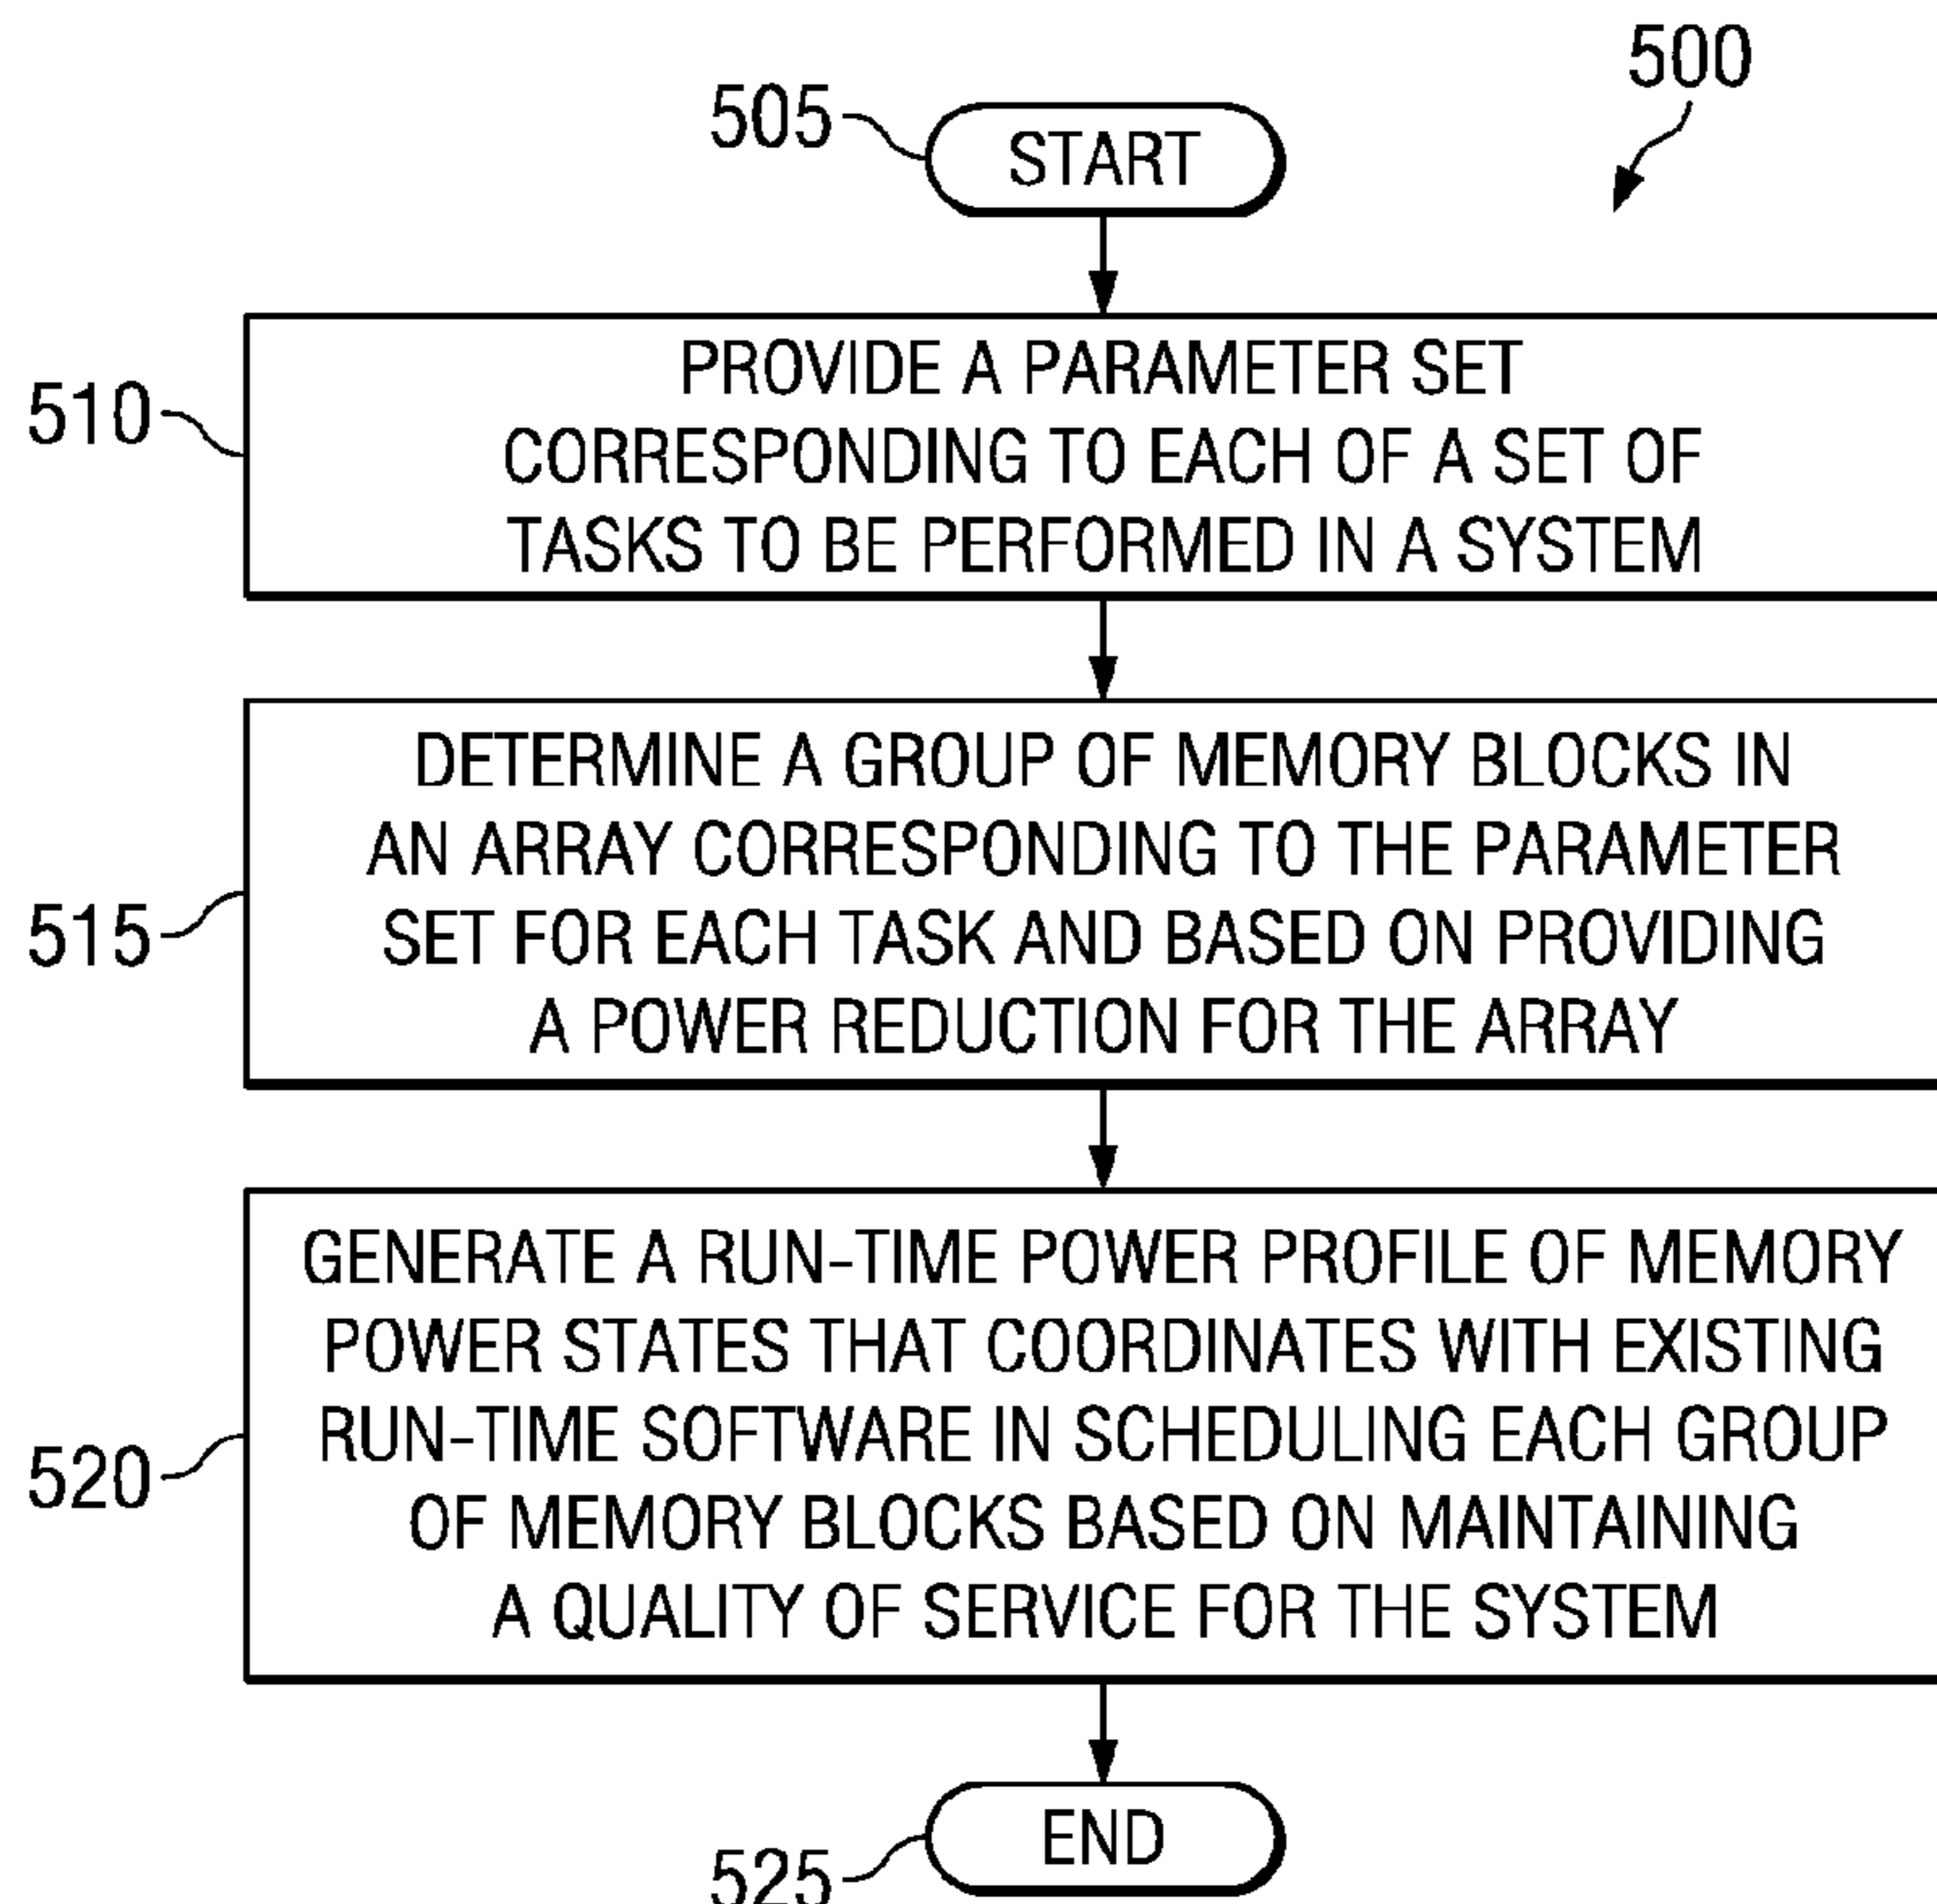 500
505
START
510
PROVIDE A PARAMETER SET
CORRESPONDING TO EACH OF A SET OF
TASKS TO BE PERFORMED IN A SYSTEM
515
DETERMINE A GROUP OF MEMORY BLOCKS IN
AN ARRAY CORRESPONDING TO THE PARAMETER
SET FOR EACH TASK AND BASED ON PROVIDING
A POWER REDUCTION FOR THE ARRAY
520
GENERATE A RUN-TIME POWER PROFILE OF MEMORY
POWER STATES THAT COORDINATES WITH EXISTING
RUN-TIME SOFTWARE IN SCHEDULING EACH GROUP
OF MEMORY BLOCKS BASED ON MAINTAINING
A QUALITY OF SERVICE FOR THE SYSTEM
END
525